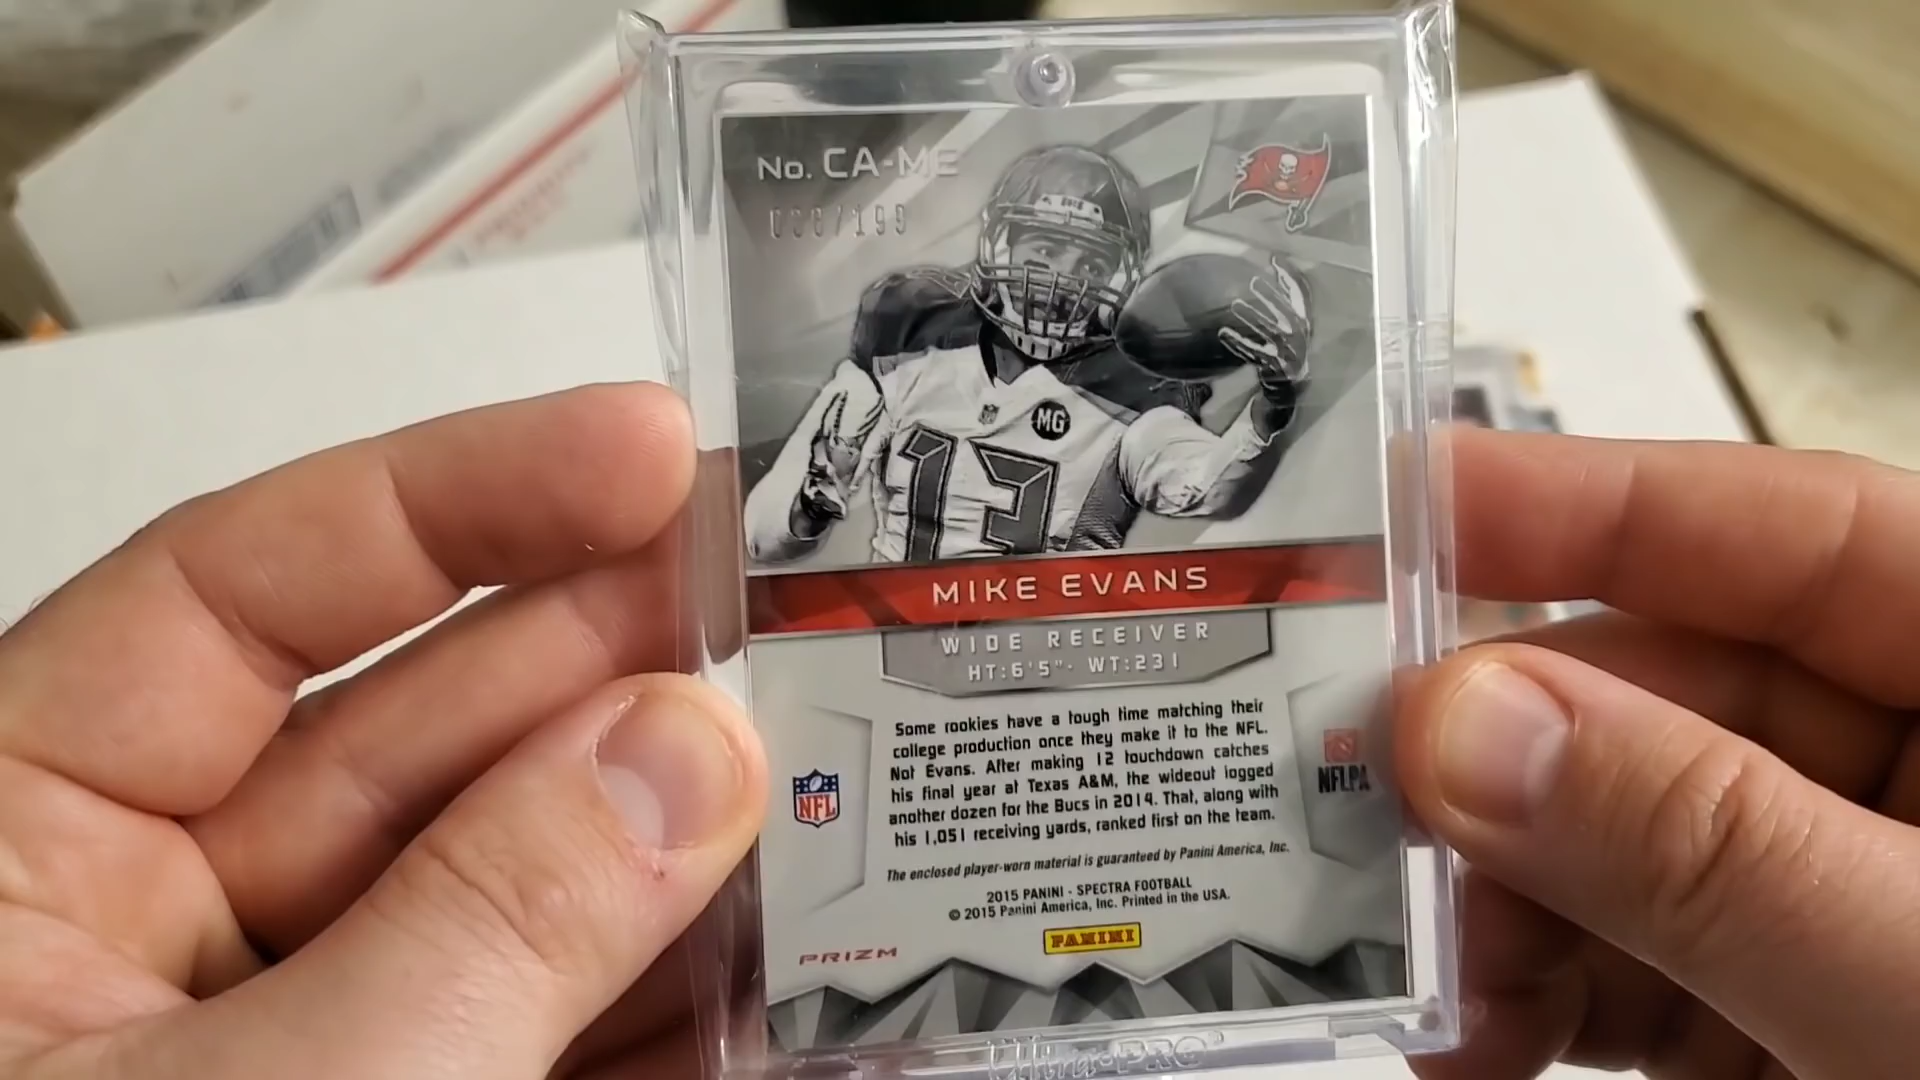 No. CA-ME
/199
MG
13
MIKE EVANS
WIDE RECEIVER
HT:6'5"· WT:231
Some rookies have a tough time matching their
college production once they make it to the NFL.
Not Evans. After making 12 touchdown catches
his final year at Texas A&M, the wideout logged
another dozen for the Bucs in 2014. That, along with
his 1,051 receiving yards, ranked first on the team.
NFL
NFLPA
The enclosed player-worn material is guaranteed by Panini America, Inc.
2015 PANINI - SPECTRA FOOTBALL
© 2015 Panini America, Inc. Printed in the USA.
PANINI
PRIZM
Ultra·PRO